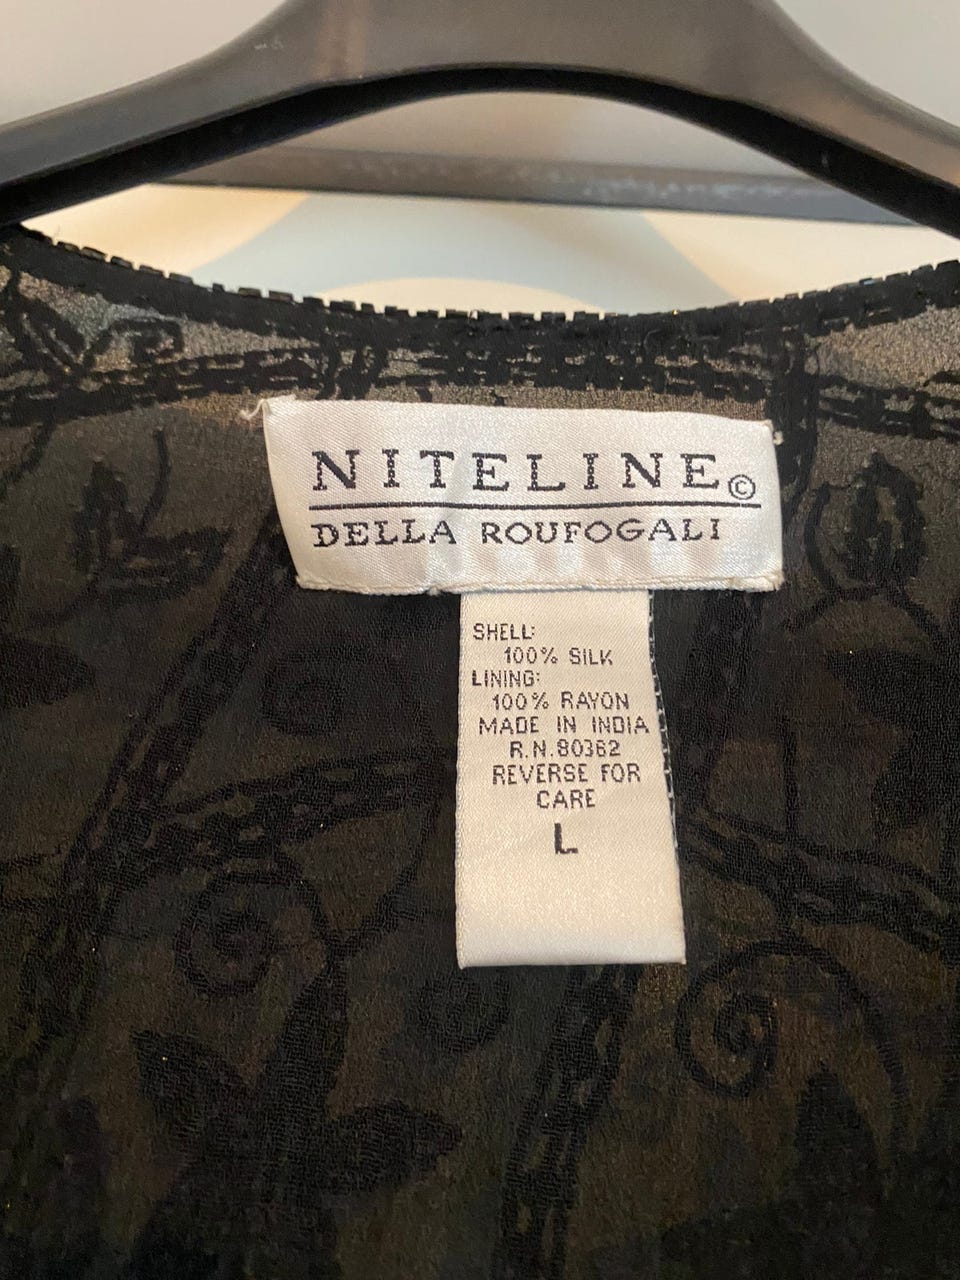 NITELINE©
DELLA ROUFOGALI
SHELL:
100% SILK
LINING:
100% RAYON
MADE IN INDIA
R.N.80362
REVERSE FOR
CARE
L